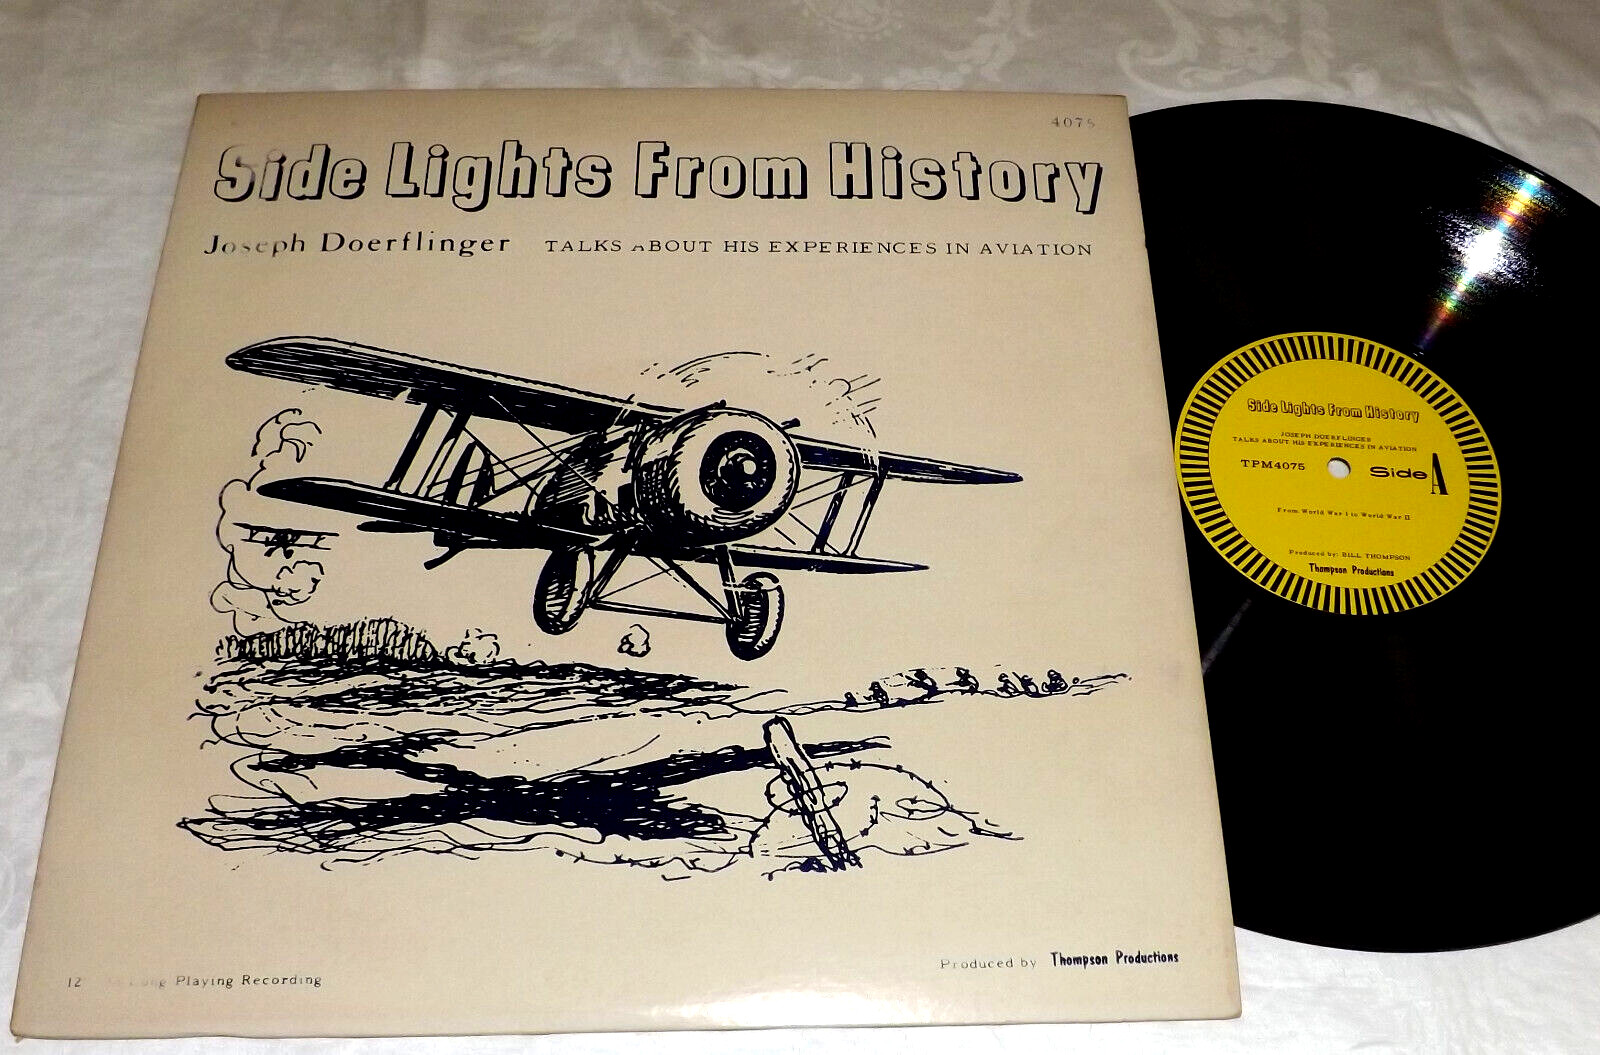 4075
Side Lights From History
Joseph Doerflinger TALKS ABOUT HIS EXPERIENCES IN AVIATION
Produced by Thompson Productions
12 Long Playing Recording
Side Lights From History
JOSEPH DOERFLINGER
TALKS ABOUT HIS EXPERIENCES IN AVIATION
TPM4075 Side A
From World War I to World War II
Produced by: BILL THOMPSON
Thompson Productions